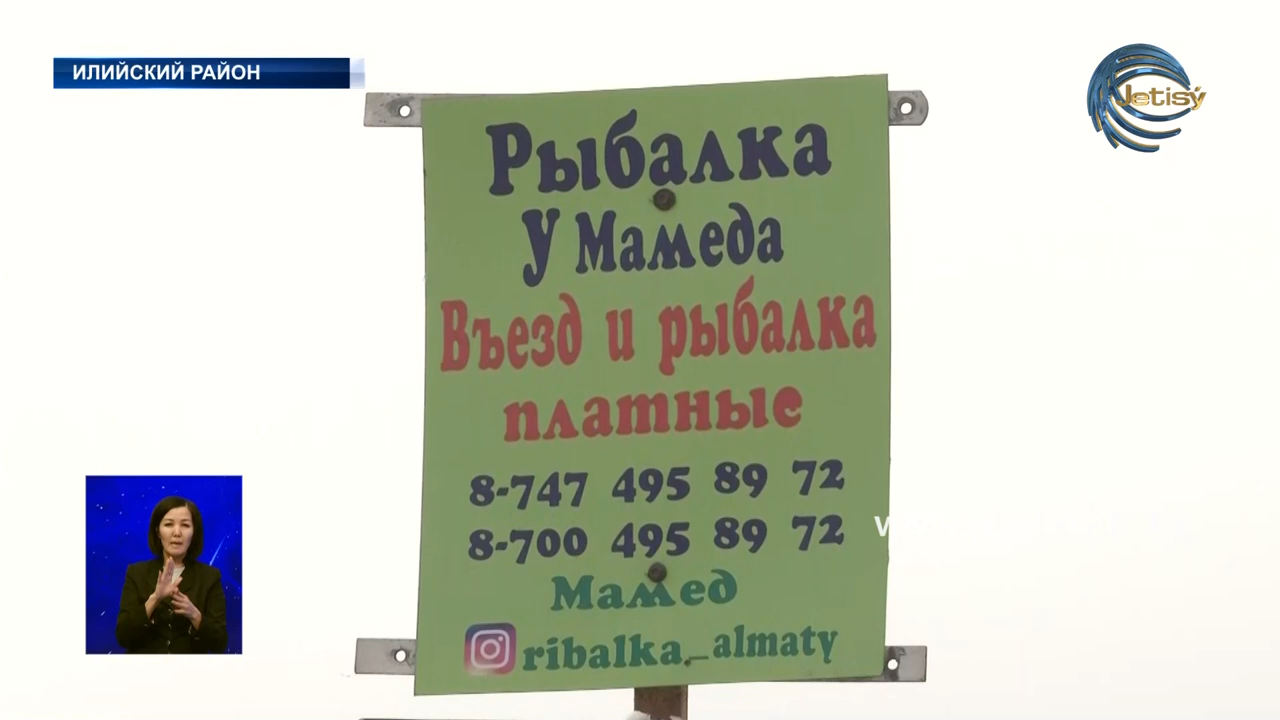 ИЛИЙСКИЙ РАЙОН
Jetisý
Рыбалка
У Мамеда
Въезд и рыбалка
платные
8-747 495 89 72
8-700 495 89 72
Мамед
ribalka_almaty